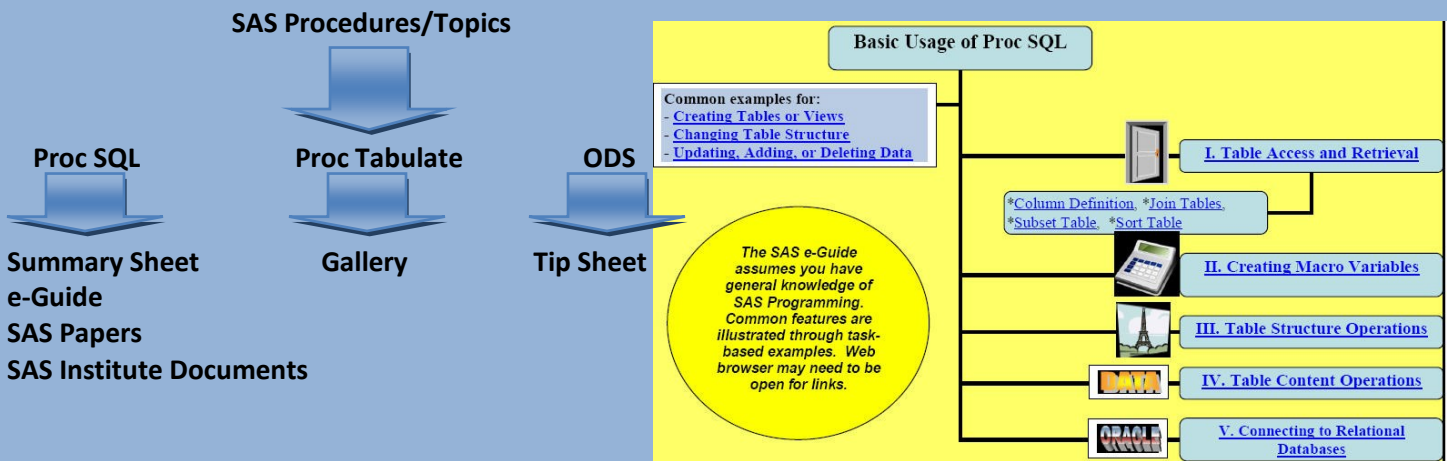 SAS Procedures/Topics
Proc SQL
Proc Tabulate
ODS
Summary Sheet
e-Guide
SAS Papers
SAS Institute Documents
Gallery
Tip Sheet
Basic Usage of Proc SQL
Common examples for:
- Creating Tables or Views
- Changing Table Structure
- Updating, Adding, or Deleting Data
I. Table Access and Retrieval
*Column Definition, *Join Tables,
*Subset Table, *Sort Table
The SAS e-Guide
assumes you have
general knowledge of
SAS Programming.
Common features are
illustrated through task-
based examples. Web
browser may need to be
open for links.
II. Creating Macro Variables
III. Table Structure Operations
DATA
IV. Table Content Operations
ORACLE
V. Connecting to Relational
Databases